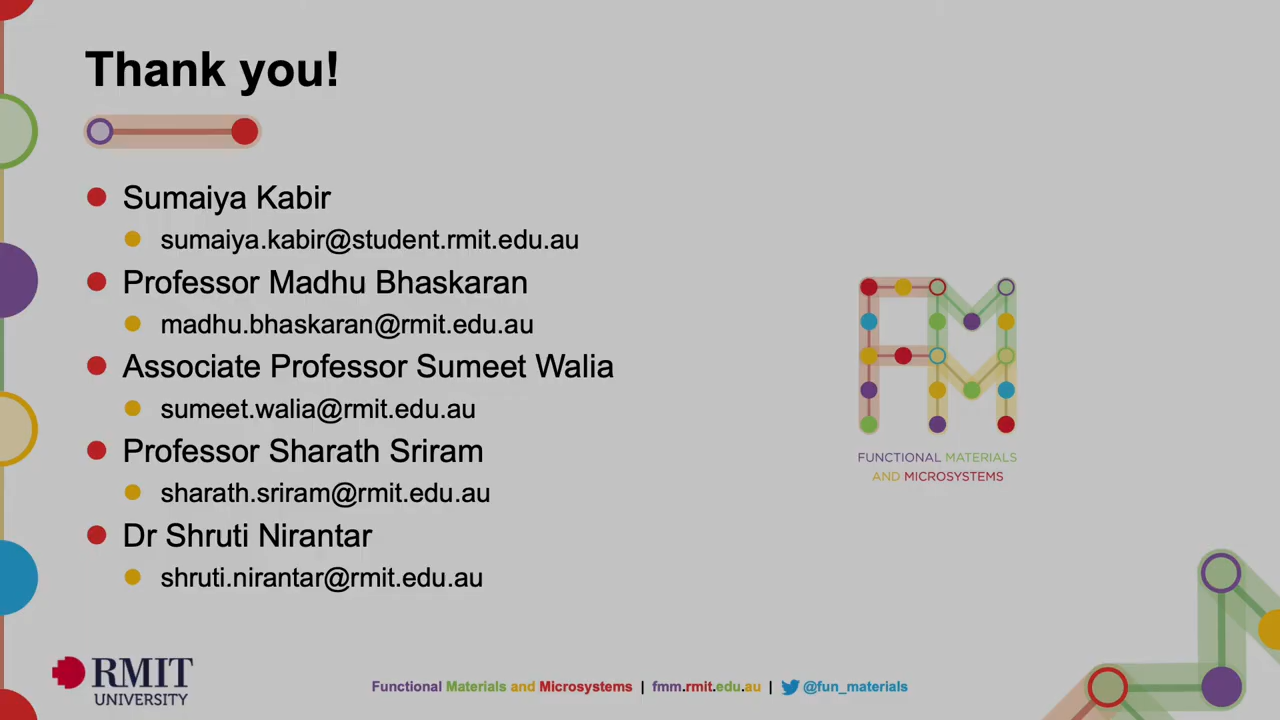 Thank you!
Sumaiya Kabir
sumaiya.kabir@student.rmit.edu.au
Professor Madhu Bhaskaran
madhu.bhaskaran@rmit.edu.au
Associate Professor Sumeet Walia
sumeet.walia@rmit.edu.au
Professor Sharath Sriram
sharath.sriram@rmit.edu.au
Dr Shruti Nirantar
shruti.nirantar@rmit.edu.au
FUNCTIONAL MATERIALS
AND MICROSYSTEMS
RMIT
UNIVERSITY
Functional Materials and Microsystems | fmm.rmit.edu.au | @fun_materials